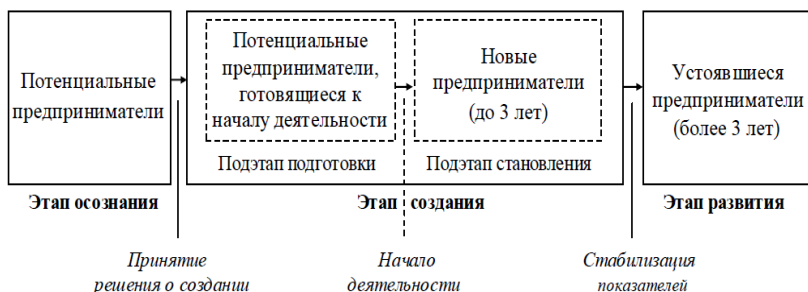 Потенциальные
предприниматели
Потенциальные
предприниматели,
готовящиеся к
началу деятельности
Новые
предприниматели
(до 3 лет)
Устоявшиеся
предприниматели
(более 3 лет)
Подэтап подготовки
Подэтап становления
Этап осознания
Этап создания
Этап развития
Принятие
решения о создании
Начало
деятельности
Стабилизация
показателей